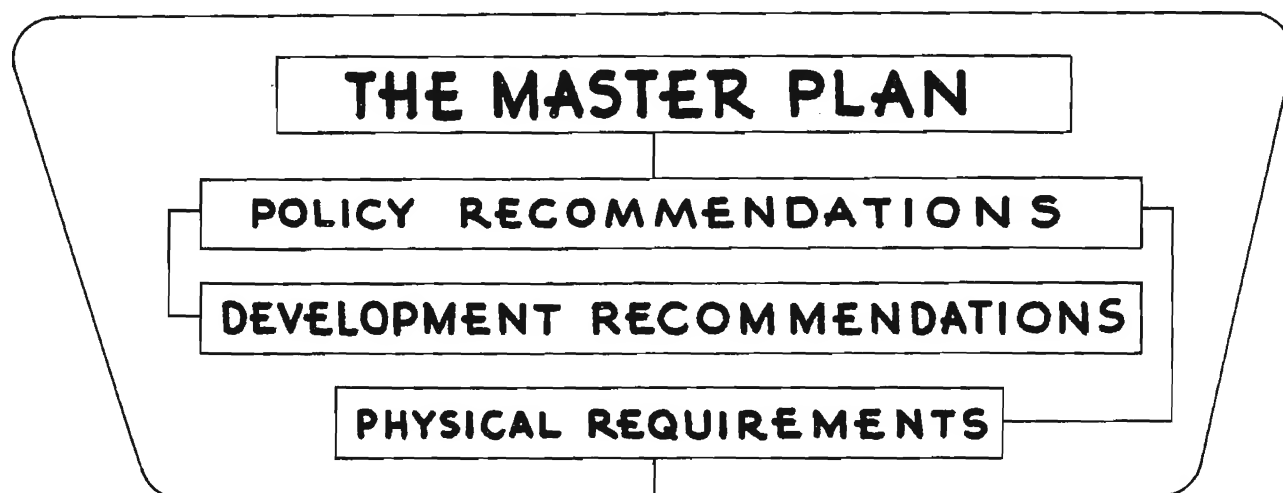 THE MASTER PLAN
POLICY RECOMMENDATIONS
DEVELOPMENT RECOMMENDATIONS
PHYSICAL REQUIREMENTS